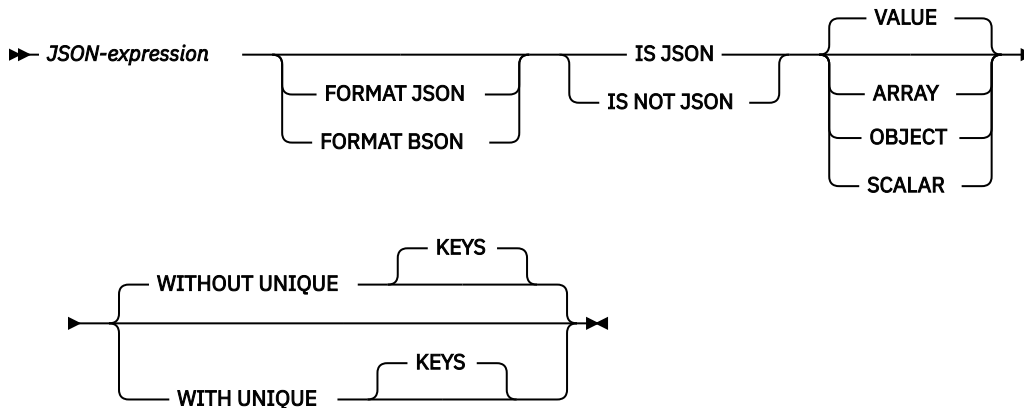 VALUE
JSON-expression IS JSON
FORMAT JSON IS NOT JSON ARRAY
FORMAT BSON OBJECT
SCALAR
KEYS
WITHOUT UNIQUE
KEYS
WITH UNIQUE